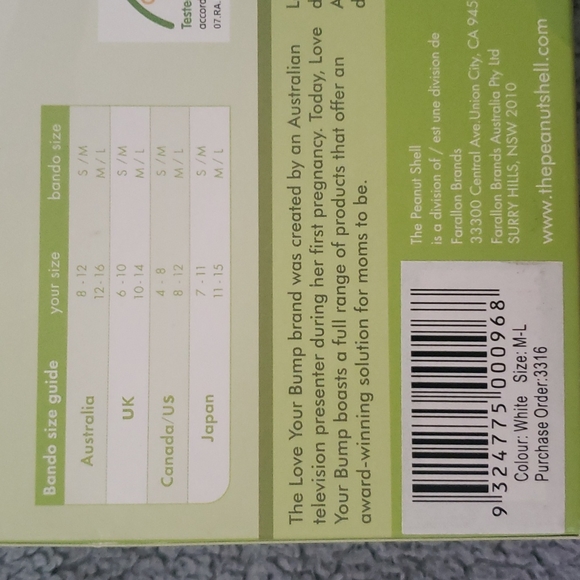 Teste
accord
07.RA.
Bando size guide your size bando size
Australia 8 - 12 S / M
12 - 16 M / L
UK 6 - 10 S / M
10 - 14 M / L
Canada/US 4 - 8 S / M
8 - 12 M / L
Japan 7 - 11 S / M
11 - 15 M / L
The Love Your Bump brand was created by an Australian
television presenter during her first pregnancy. Today, Love
Your Bump boasts a full range of products that offer an
award-winning solution for moms to be.
L
d
A
d
9 324775 000968
Colour: White Size: M-L
Purchase Order:3316
The Peanut Shell
is a division of / est une division de
Farallon Brands
33300 Central Ave.Union City, CA 945
Farallon Brands Australia Pty Ltd
SURRY HILLS, NSW 2010
www.thepeanutshell.com